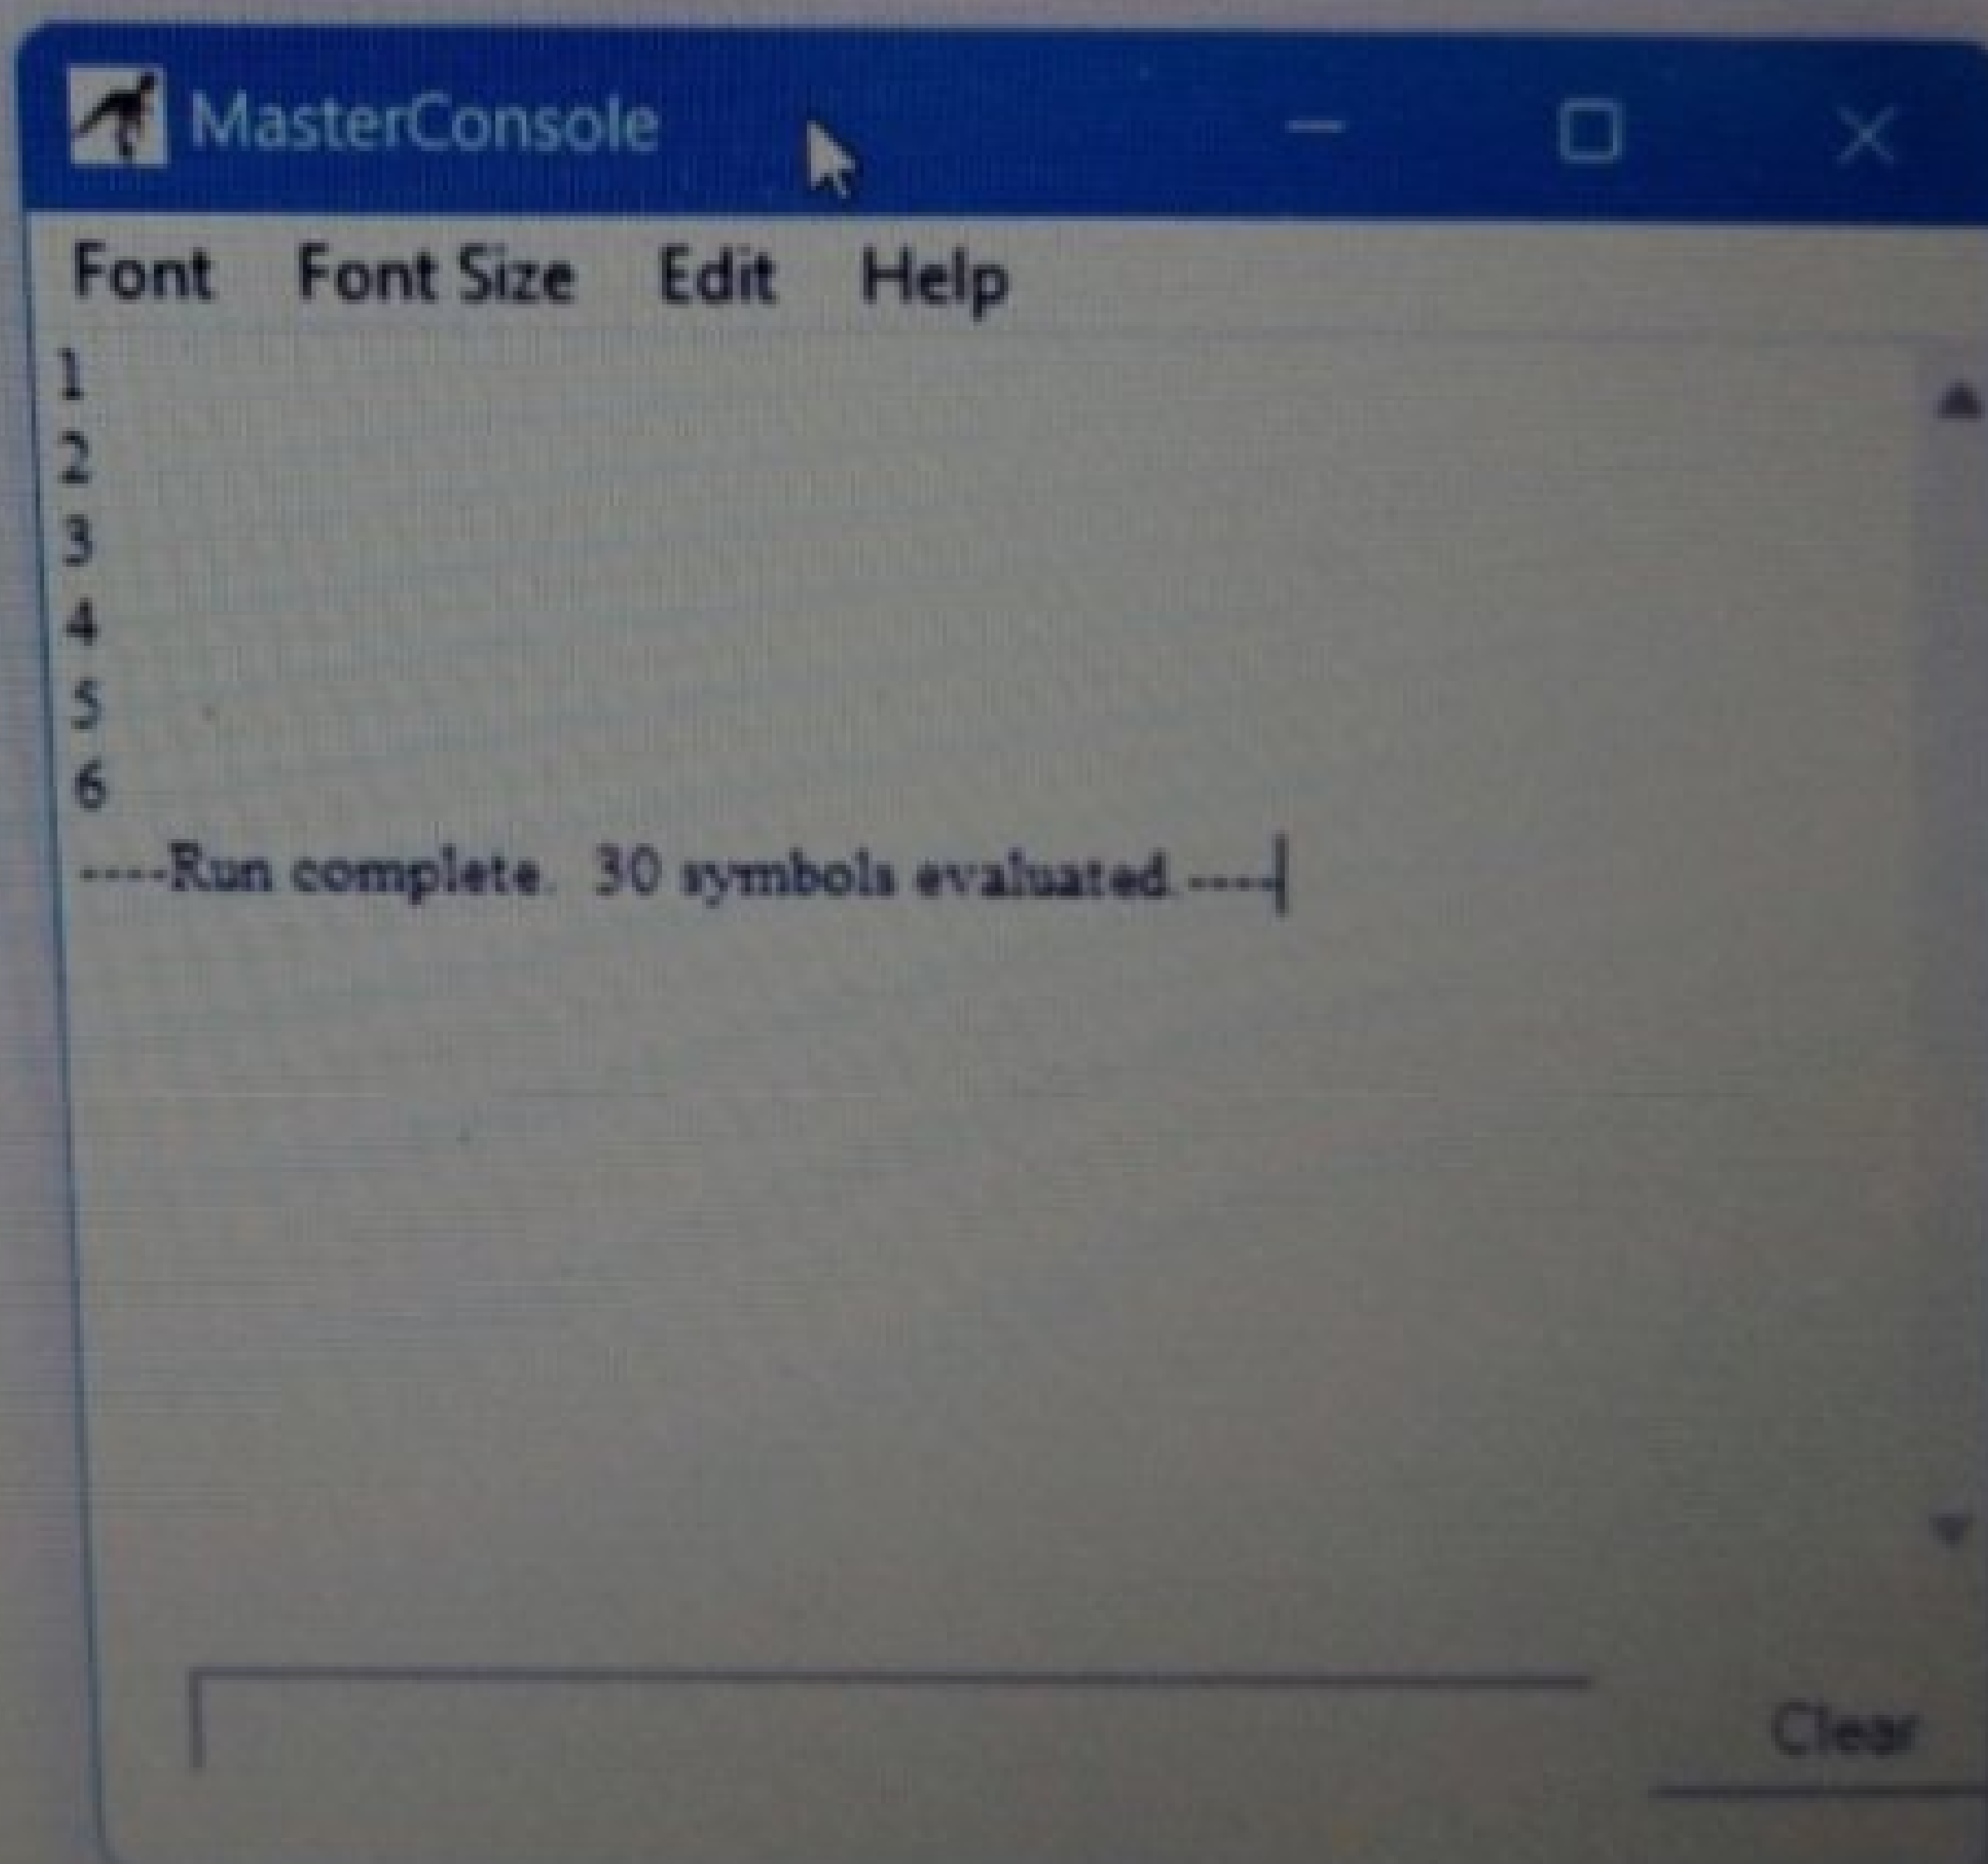 MasterConsole
Font Font Size Edit Help
1
2
3
4
5
6
----Run complete.  30 symbols evaluated.----
Clear